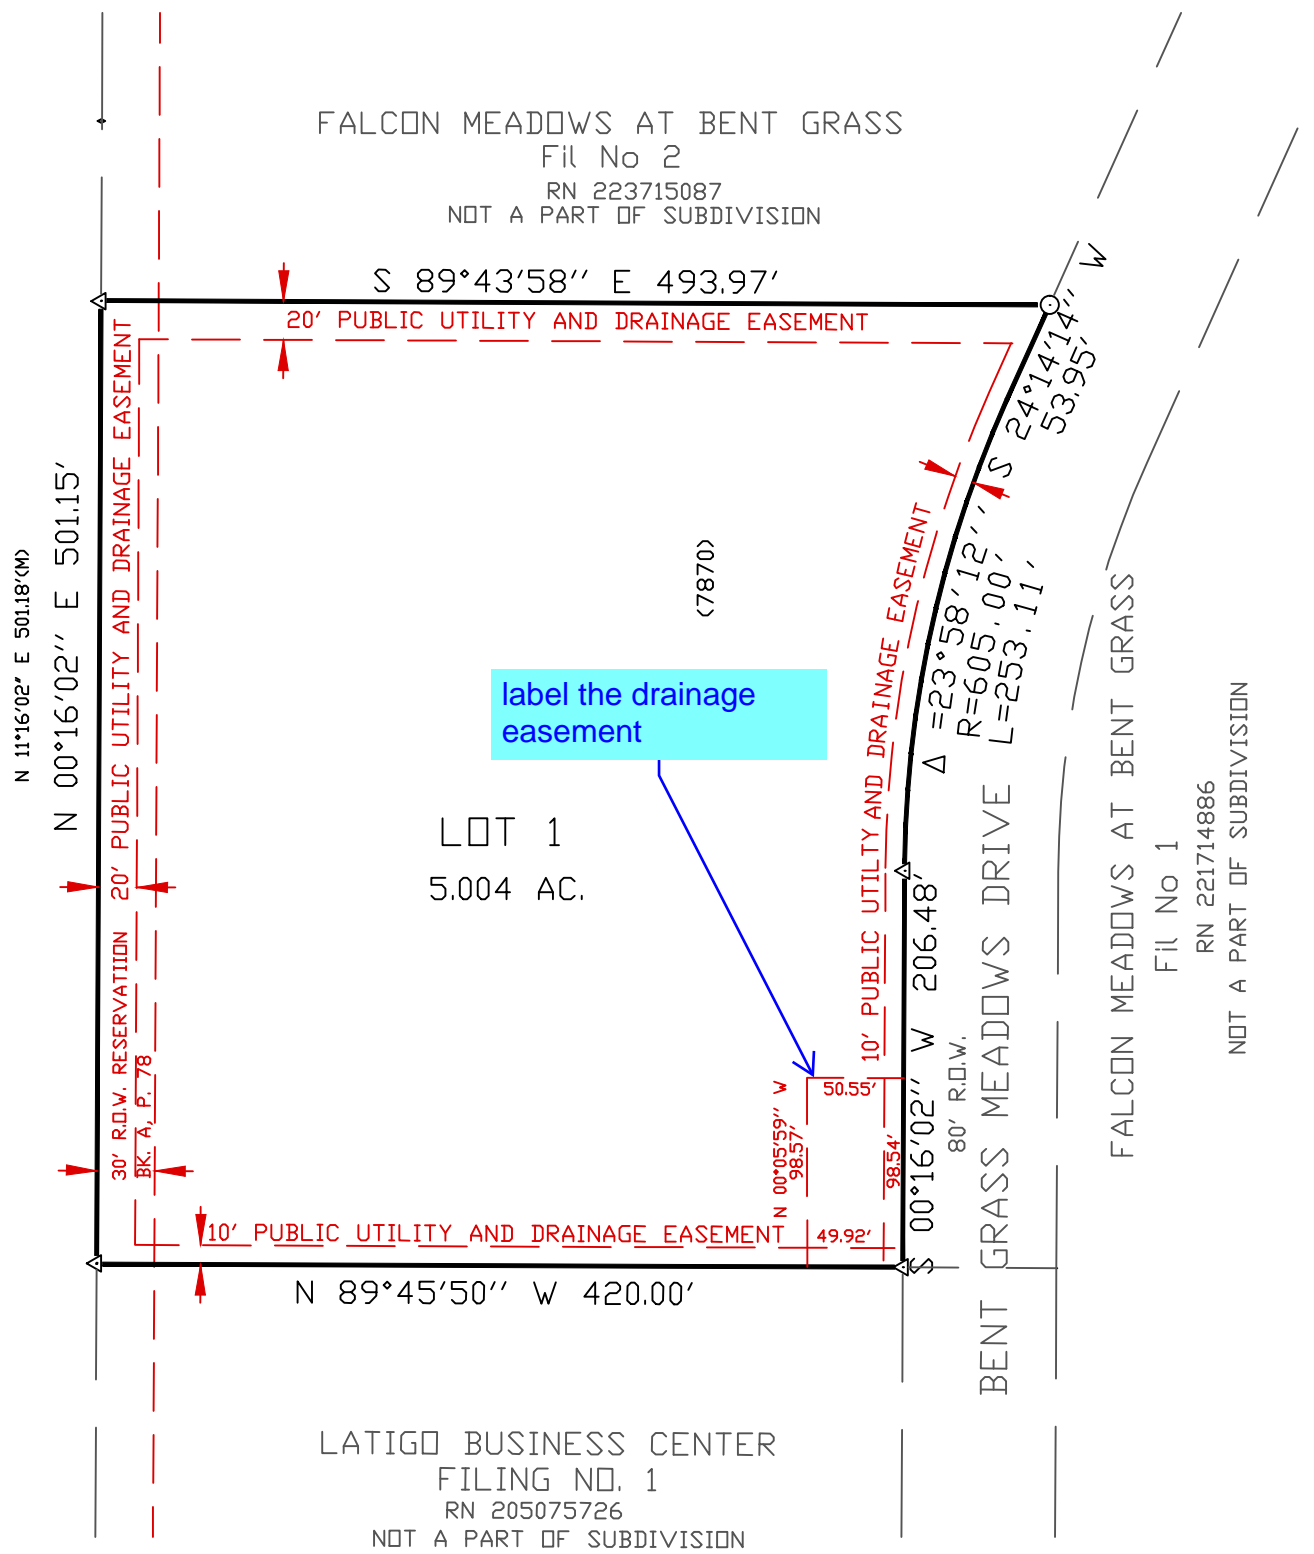 FALCON MEADOWS AT BENT GRASS
Fil No 2
RN 223715087
NOT A PART OF SUBDIVISION
S 89°43'58'' E 493.97'
20' PUBLIC UTILITY AND DRAINAGE EASEMENT
S 24°14'14'' W
53.95'
20' PUBLIC UTILITY AND DRAINAGE EASEMENT
N 00°16'02'' E 501.15'
N 11°16'02" E 501.18'(M)
(7870)
10' PUBLIC UTILTY AND DRAINAGE EASEMENT
Δ =23°58'12''
R=605.00'
L=253.11'
label the drainage
easement
LOT 1
5.004 AC.
30' R.O.W. RESERVATIION
BK. A, P. 78
S 00°16'02'' W 206.48'
80' R.O.W.
BENT GRASS MEADOWS DRIVE
FALCON MEADOWS AT BENT GRASS
Fil No 1
RN 221714886
NOT A PART OF SUBDIVISION
50.55'
N 00°05'59'' W
98.57'
98.54'
49.92'
10' PUBLIC UTILITY AND DRAINAGE EASEMENT
N 89°45'50'' W 420.00'
LATIGO BUSINESS CENTER
FILING NO. 1
RN 205075726
NOT A PART OF SUBDIVISION